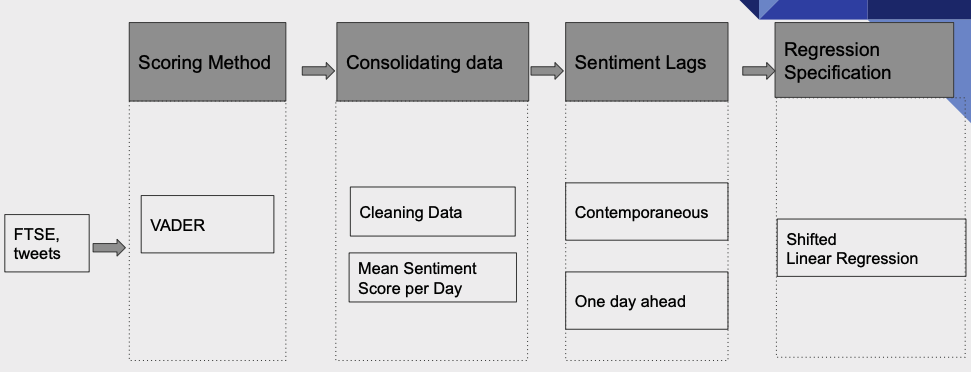 Scoring Method
Consolidating data
Sentiment Lags
Regression
Specification
FTSE,
tweets
VADER
Cleaning Data
Mean Sentiment
Score per Day
Contemporaneous
One day ahead
Shifted
Linear Regression